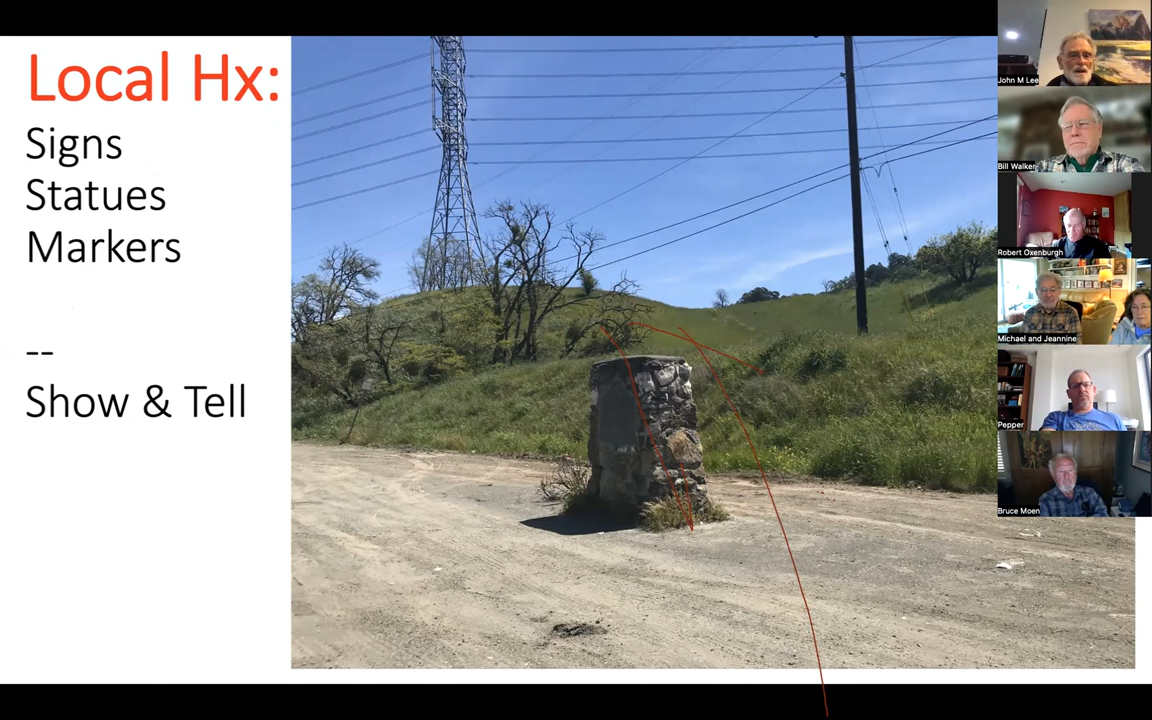 Local Hx:
Signs
Statues
Markers
--
Show & Tell
John M Lee
Bill Walker
Robert Oxenburgh
Michael and Jeannine
Pepper
Bruce Moen